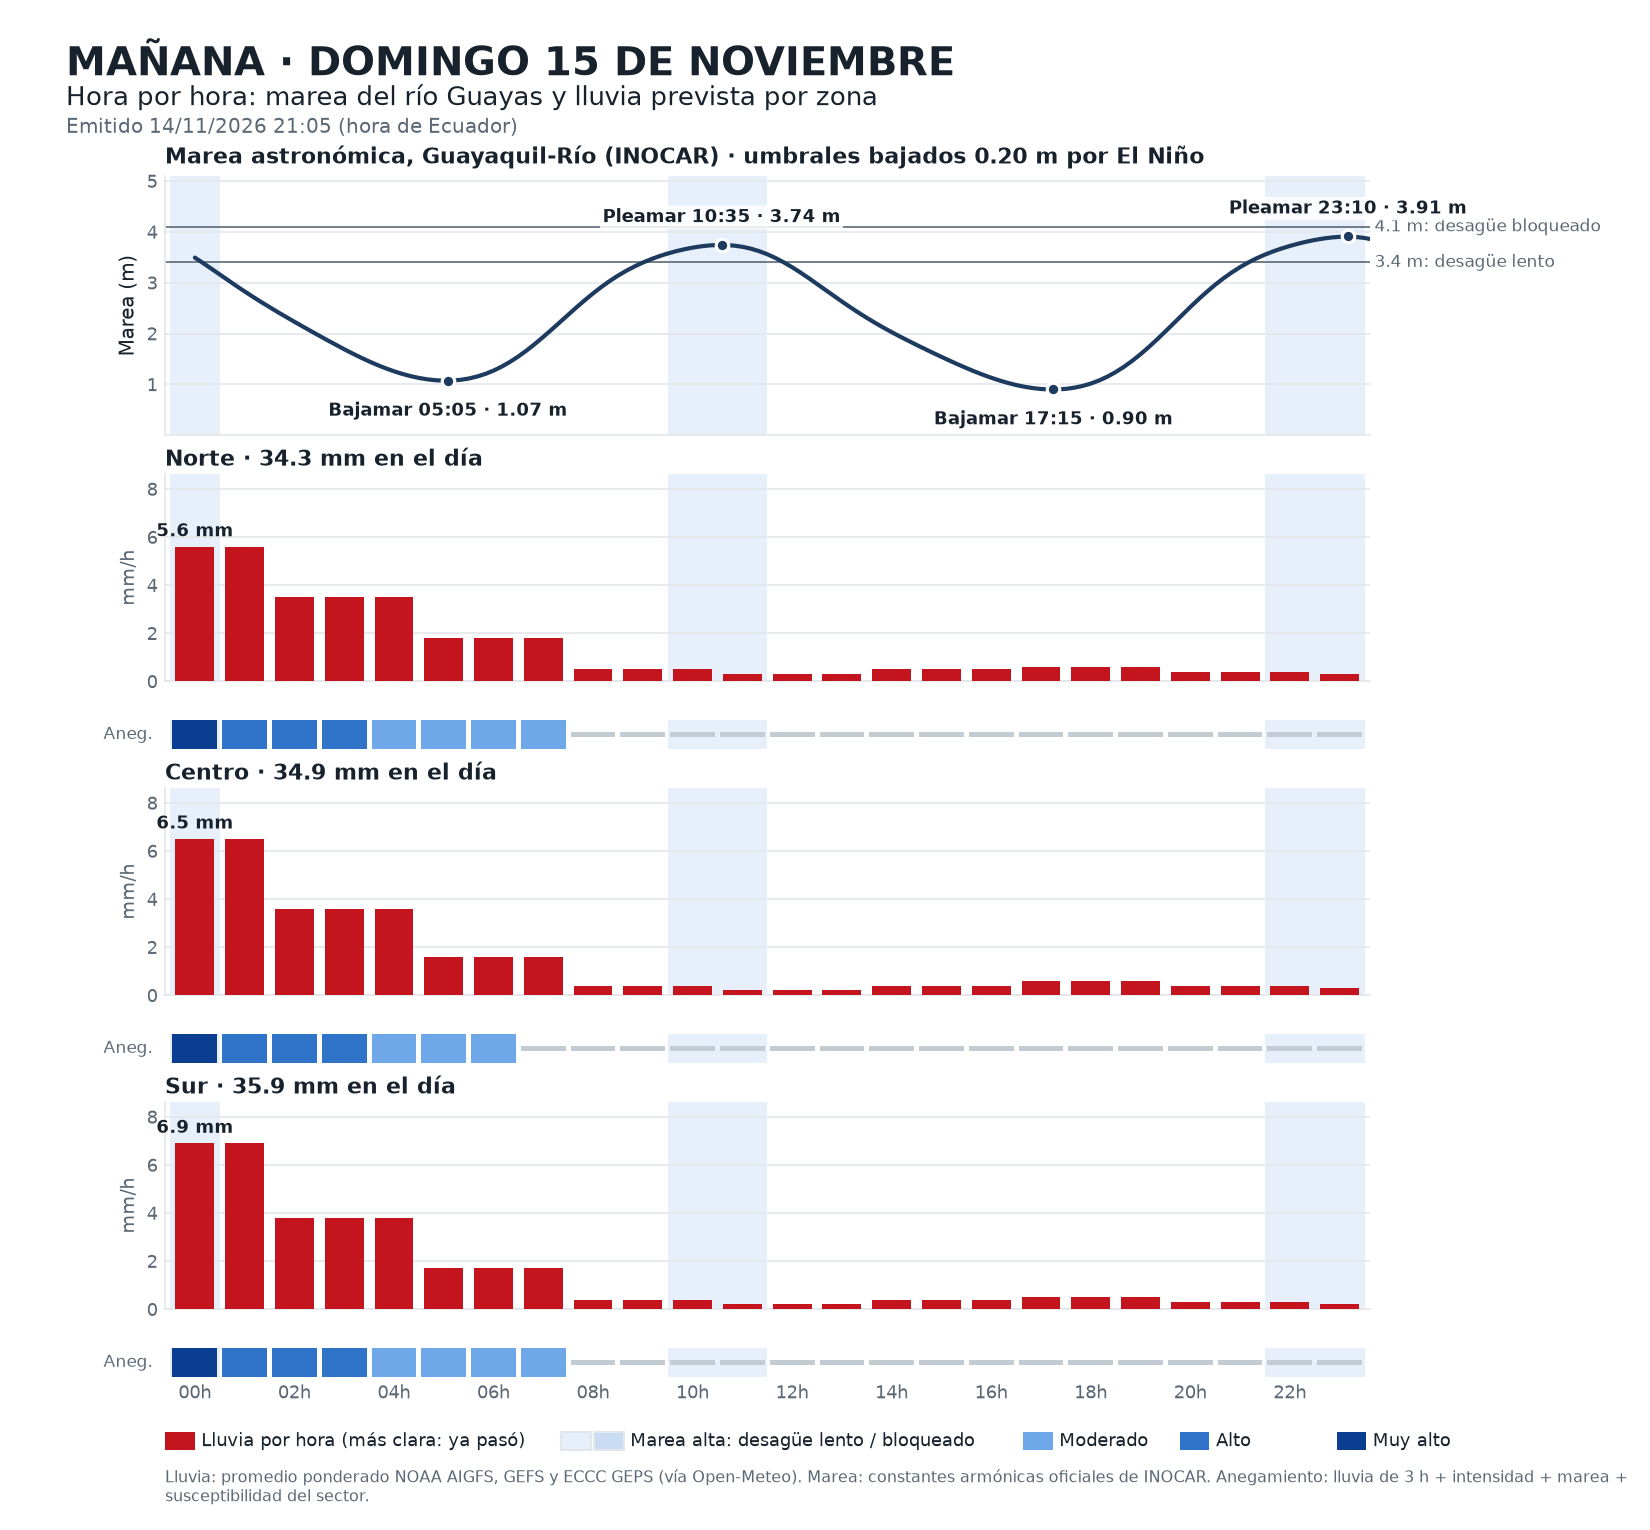 MAÑANA · DOMINGO 15 DE NOVIEMBRE
Hora por hora: marea del río Guayas y lluvia prevista por zona
Emitido 14/11/2026 21:05 (hora de Ecuador)
Marea astronómica, Guayaquil-Río (INOCAR) · umbrales bajados 0.20 m por El Niño
5
4
3
2
1
Marea (m)
Pleamar 10:35 · 3.74 m
Pleamar 23:10 · 3.91 m
4.1 m: desagüe bloqueado
3.4 m: desagüe lento
Bajamar 05:05 · 1.07 m
Bajamar 17:15 · 0.90 m
Norte · 34.3 mm en el día
8
6
4
2
0
mm/h
5.6 mm
Aneg.
Centro · 34.9 mm en el día
8
6
4
2
0
mm/h
6.5 mm
Aneg.
Sur · 35.9 mm en el día
8
6
4
2
0
mm/h
6.9 mm
Aneg.
00h 02h 04h 06h 08h 10h 12h 14h 16h 18h 20h 22h
Lluvia por hora (más clara: ya pasó) Marea alta: desagüe lento / bloqueado Moderado Alto Muy alto
Lluvia: promedio ponderado NOAA AIGFS, GEFS y ECCC GEPS (vía Open-Meteo). Marea: constantes armónicas oficiales de INOCAR. Anegamiento: lluvia de 3 h + intensidad + marea +
susceptibilidad del sector.